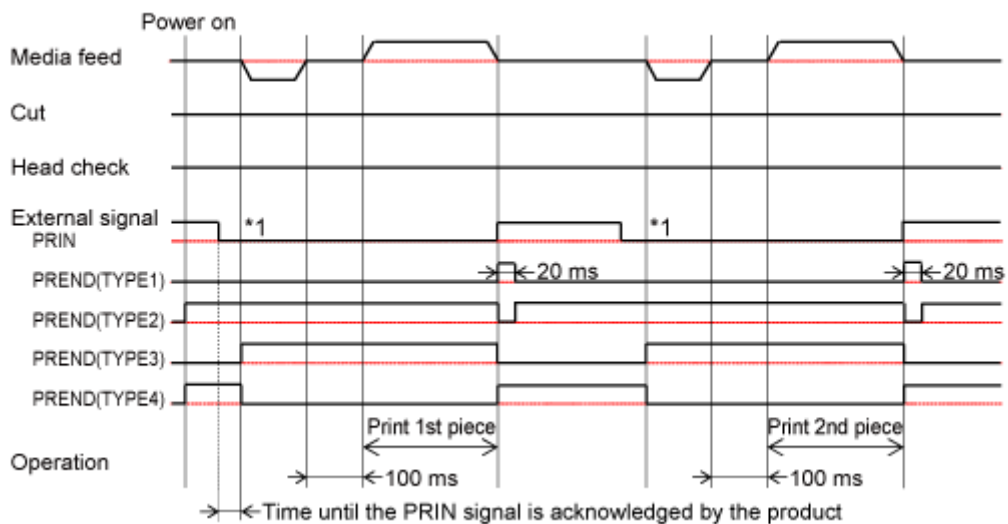 Power on
Media feed
Cut
Head check
External signal
PRIN
*1
*1
PREND(TYPE1)
20 ms
20 ms
PREND(TYPE2)
PREND(TYPE3)
PREND(TYPE4)
Print 1st piece
Print 2nd piece
Operation
100 ms
100 ms
Time until the PRIN signal is acknowledged by the product